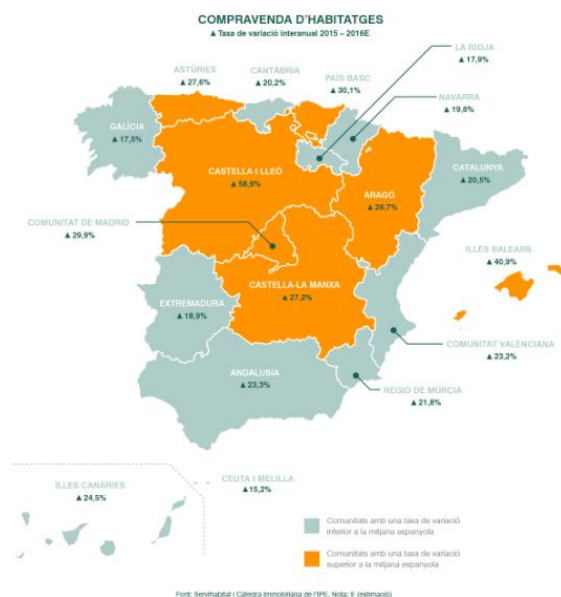 COMPRAVENDA D'HABITATGES
▲ Taxa de variació interanual 2015 – 2016E
LA RIOJA
▲ 17,9%
ASTÚRIES
▲ 27,6%
CANTÀBRIA
▲ 20,2%
PAÍS BASC
▲ 30,1%
NAVARRA
▲ 19,6%
GALÍCIA
▲ 17,5%
CATALUNYA
▲ 20,5%
CASTELLA I LLEÓ
▲ 58,9%
ARAGÓ
▲ 26,7%
COMUNITAT DE MADRID
▲ 29,9%
ILLES BALEARS
▲ 40,9%
CASTELLA-LA MANXA
▲ 27,2%
EXTREMADURA
▲ 18,9%
COMUNITAT VALENCIANA
▲ 23,2%
ANDALUSIA
▲ 23,3%
REGIÓ DE MÚRCIA
▲ 21,8%
CEUTA I MELILLA
▲ 15,2%
ILLES CANÀRIES
▲ 24,5%
Comunitats amb una taxa de variació
inferior a la mitjana espanyola
Comunitats amb una taxa de variació
superior a la mitjana espanyola
Font: Servihabitat i Càtedra Immobiliària de l'IPE. Nota: E (estimació)